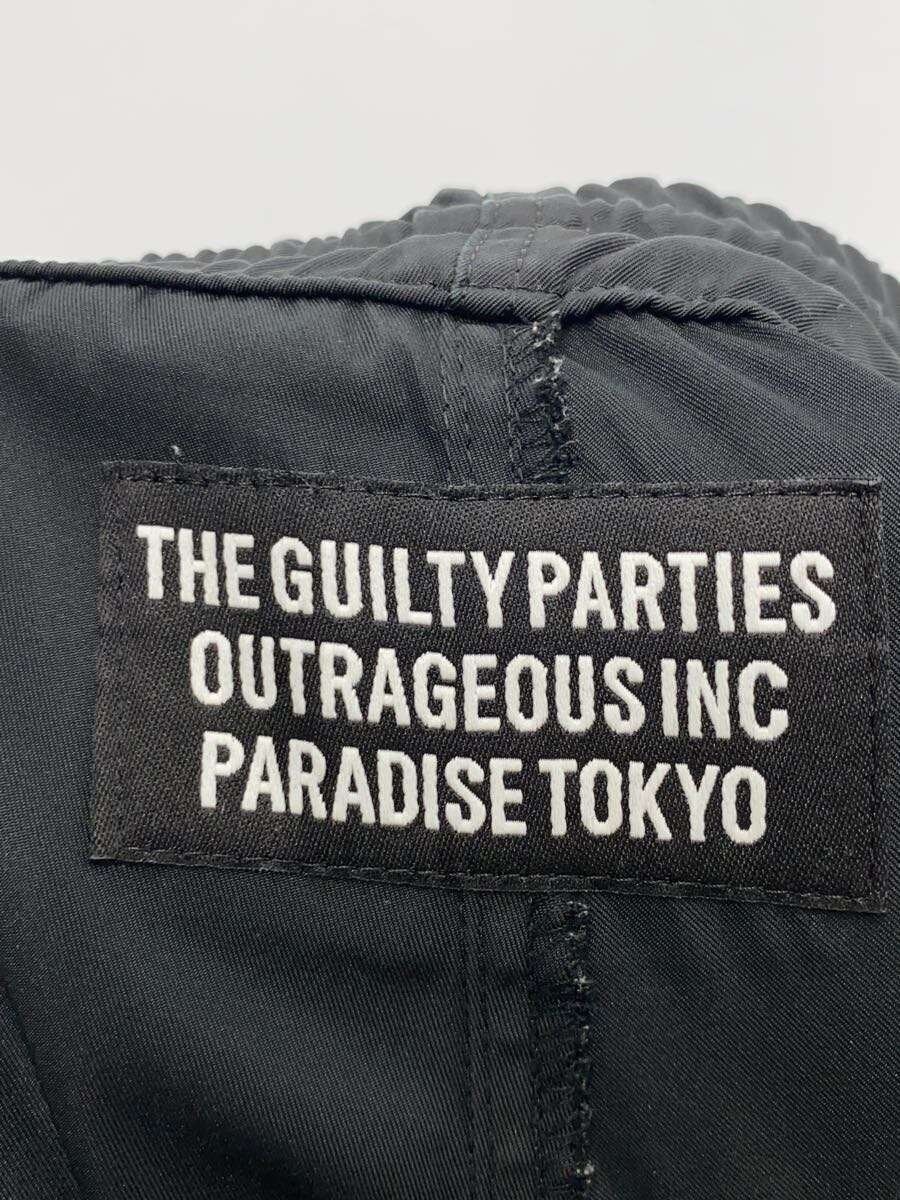 THE GUILTY PARTIES
OUTRAGEOUS INC
PARADISE TOKYO